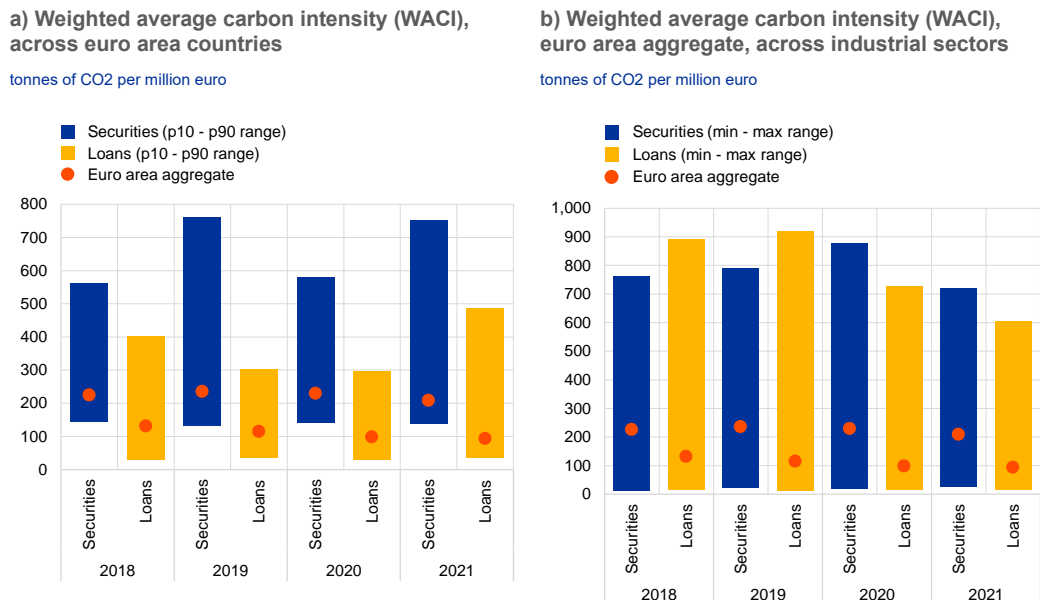 a) Weighted average carbon intensity (WACI),
across euro area countries
tonnes of CO2 per million euro
Securities (p10 - p90 range)
Loans (p10 - p90 range)
Euro area aggregate
800
700
600
500
400
300
200
100
0
Securities
Loans
Securities
Loans
Securities
Loans
Securities
Loans
2018
2019
2020
2021
b) Weighted average carbon intensity (WACI),
euro area aggregate, across industrial sectors
tonnes of CO2 per million euro
Securities (min - max range)
Loans (min - max range)
Euro area aggregate
1,000
900
800
700
600
500
400
300
200
100
0
Securities
Loans
Securities
Loans
Securities
Loans
Securities
Loans
2018
2019
2020
2021